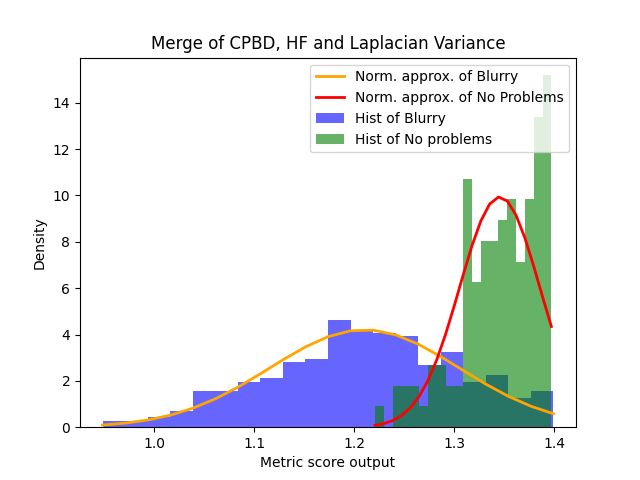 Merge of CPBD, HF and Laplacian Variance
Norm. approx. of Blurry
Norm. approx. of No Problems
Hist of Blurry
Hist of No problems
Density
14
12
10
8
6
4
2
0
1.0 1.1 1.2 1.3 1.4
Metric score output